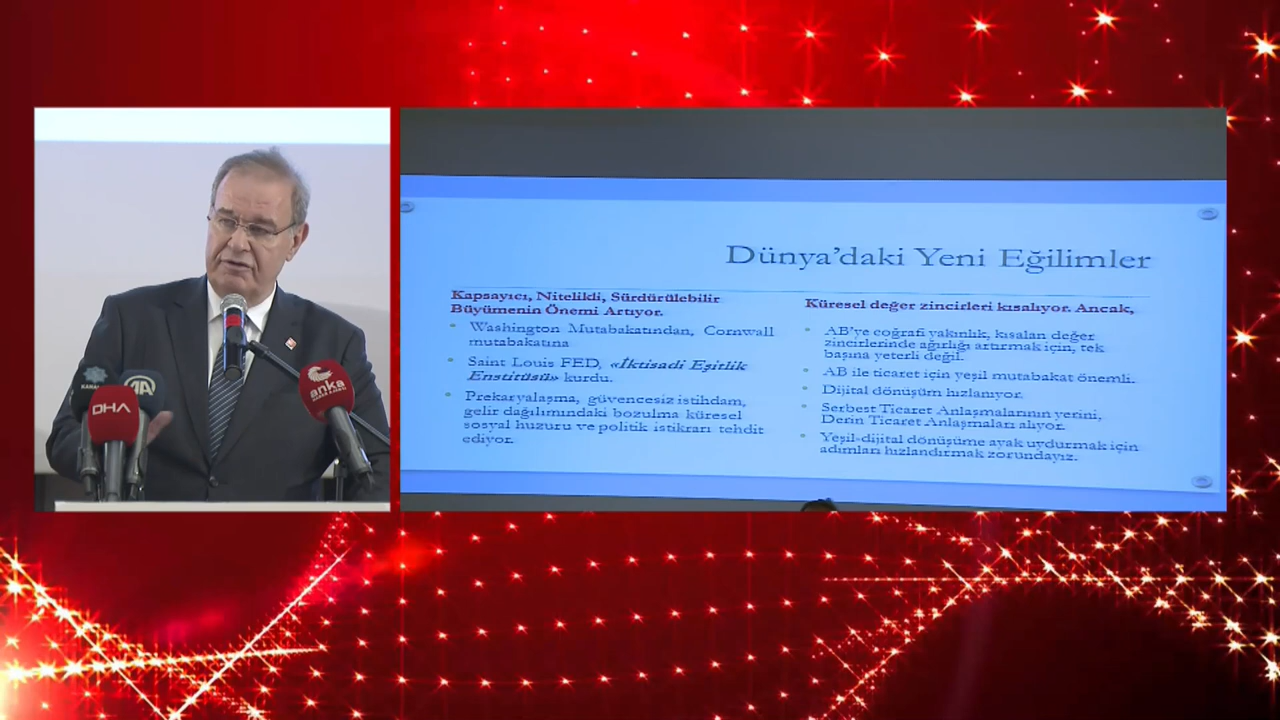 KANAL
AA
DHA
anka
Dünya'daki Yeni Eğilimler
Kapsayıcı, Nitelikli, Sürdürülebilir
Büyümenin Önemi Artıyor.
Washington Mutabakatından, Cornwall
mutabakatına
Saint Louis FED, «İktisadi Eşitlik
Enstitüsü» kurdu.
Prekaryalaşma, güvencesiz istihdam,
gelir dağılımındaki bozulma küresel
sosyal huzuru ve politik istikrarı tehdit
ediyor.
Küresel değer zincirleri kısalıyor. Ancak,
AB'ye coğrafi yakınlık, kısalan değer
zincirlerinde ağırlığı artırmak için, tek
başına yeterli değil.
AB ile ticaret için yeşil mutabakat önemli.
Dijital dönüşüm hızlanıyor.
Serbest Ticaret Anlaşmalarının yerini,
Derin Ticaret Anlaşmaları alıyor.
Yeşil-dijital dönüşüme ayak uydurmak için
adımları hızlandırmak zorundayız.